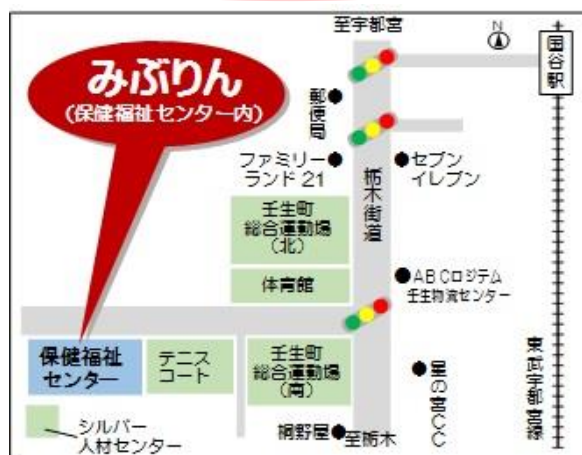 至宇都宮
N
国谷駅
みぶりん
(保健福祉センター内)
郵便局
ファミリー
ランド21
セブン
イレブン
栃木街道
壬生町
総合運動場
(北)
体育館
ABCロジテム
壬生物流センター
保健福祉
センター
テニス
コート
壬生町
総合運動場
(南)
星の宮CC
東武宇都宮線
シルバー
人材センター
桐野屋
至栃木